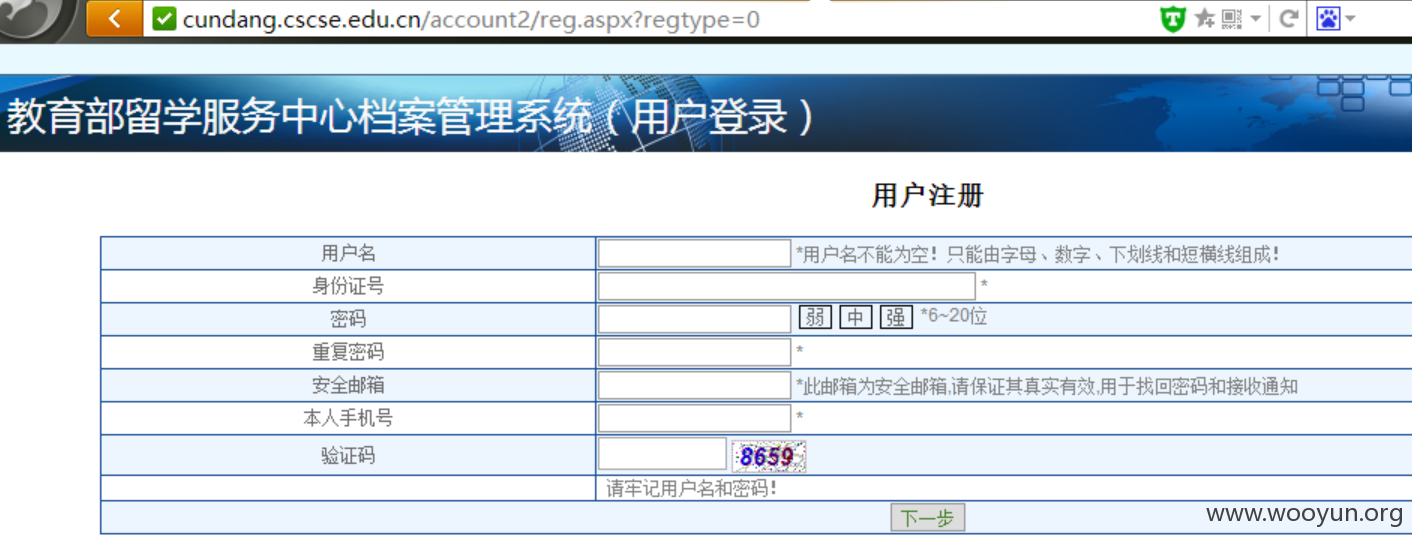 cundang.cscse.edu.cn/account2/reg.aspx?regtype=0
教育部留学服务中心档案管理系统（用户登录）
用户注册
用户名 *用户名不能为空！只能由字母、数字、下划线和短横线组成！
身份证号 *
密码 弱 中 强 *6~20位
重复密码 *
安全邮箱 *此邮箱为安全邮箱,请保证其真实有效,用于找回密码和接收通知
本人手机号 *
验证码 8659
请牢记用户名和密码！
下一步
www.wooyun.org